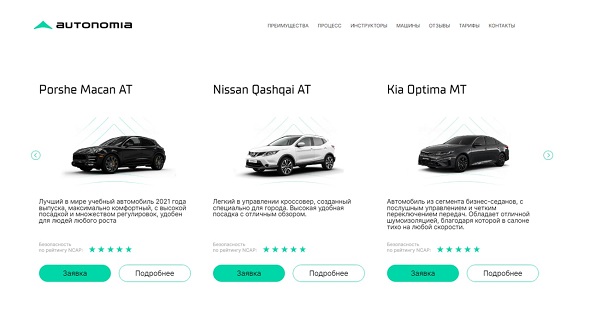 autonomia
ПРЕИМУЩЕСТВА ПРОЦЕСС ИНСТРУКТОРЫ МАШИНЫ ОТЗЫВЫ ТАРИФЫ КОНТАКТЫ
Porshe Macan AT
Nissan Qashqai AT
Kia Optima MT
Лучший в мире учебный автомобиль 2021 года
выпуска, максимально комфортный, с высокой
посадкой и множеством регулировок, удобен
для людей любого роста
Легкий в управлении кроссовер, созданный
специально для города. Высокая удобная
посадка с отличным обзором.
Автомобиль из сегмента бизнес-седанов, с
послушным управлением и четким
переключением передач. Обладает отличной
шумоизоляцией, благодаря которой в салоне
тихо на любой скорости.
Безопасность
по рейтингу NCAP:
Безопасность
по рейтингу NCAP:
Безопасность
по рейтингу NCAP:
Заявка Подробнее
Заявка Подробнее
Заявка Подробнее